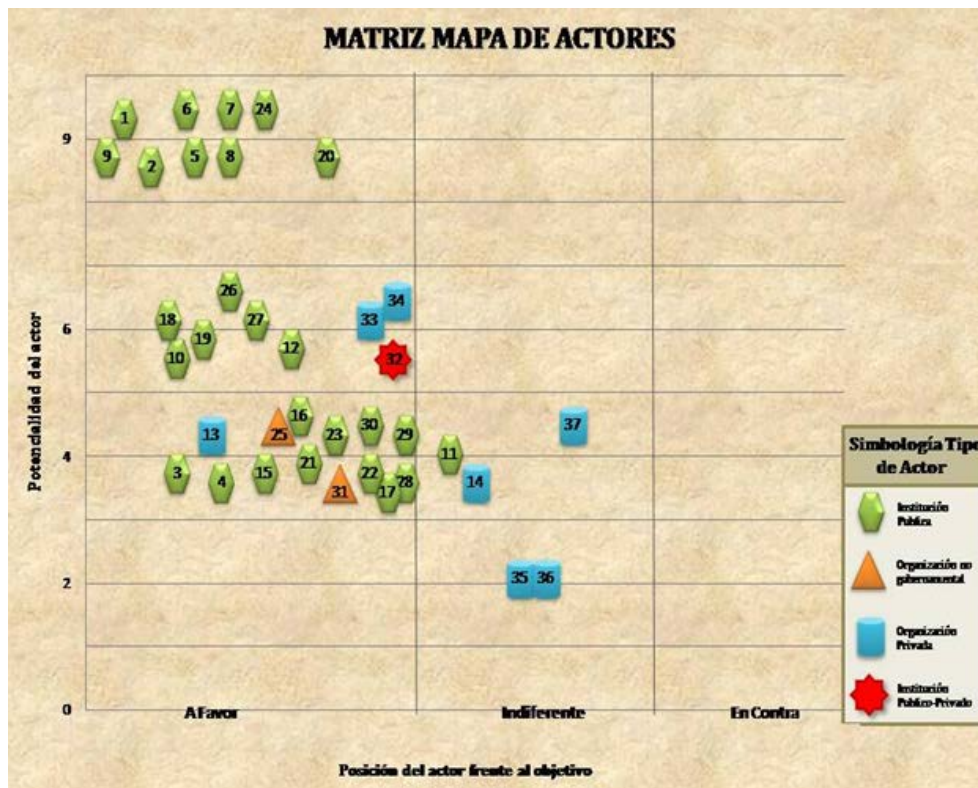 MATRIZ MAPA DE ACTORES
1
6
7
24
9
9
2
5
8
20
26
34
18
33
27
6
19
12
10
32
16
30
37
13
25
23
29
11
4
21
3
15
22
14
4
31
17
28
35
36
2
0
A Favor
Indiferente
En Contra
Potencialidad del actor
Posición del actor frente al objetivo
Simbología Tipo
de Actor
Institución
Publica
Organización no
gubernamental
Organización
Privada
Institución
Publico-Privado